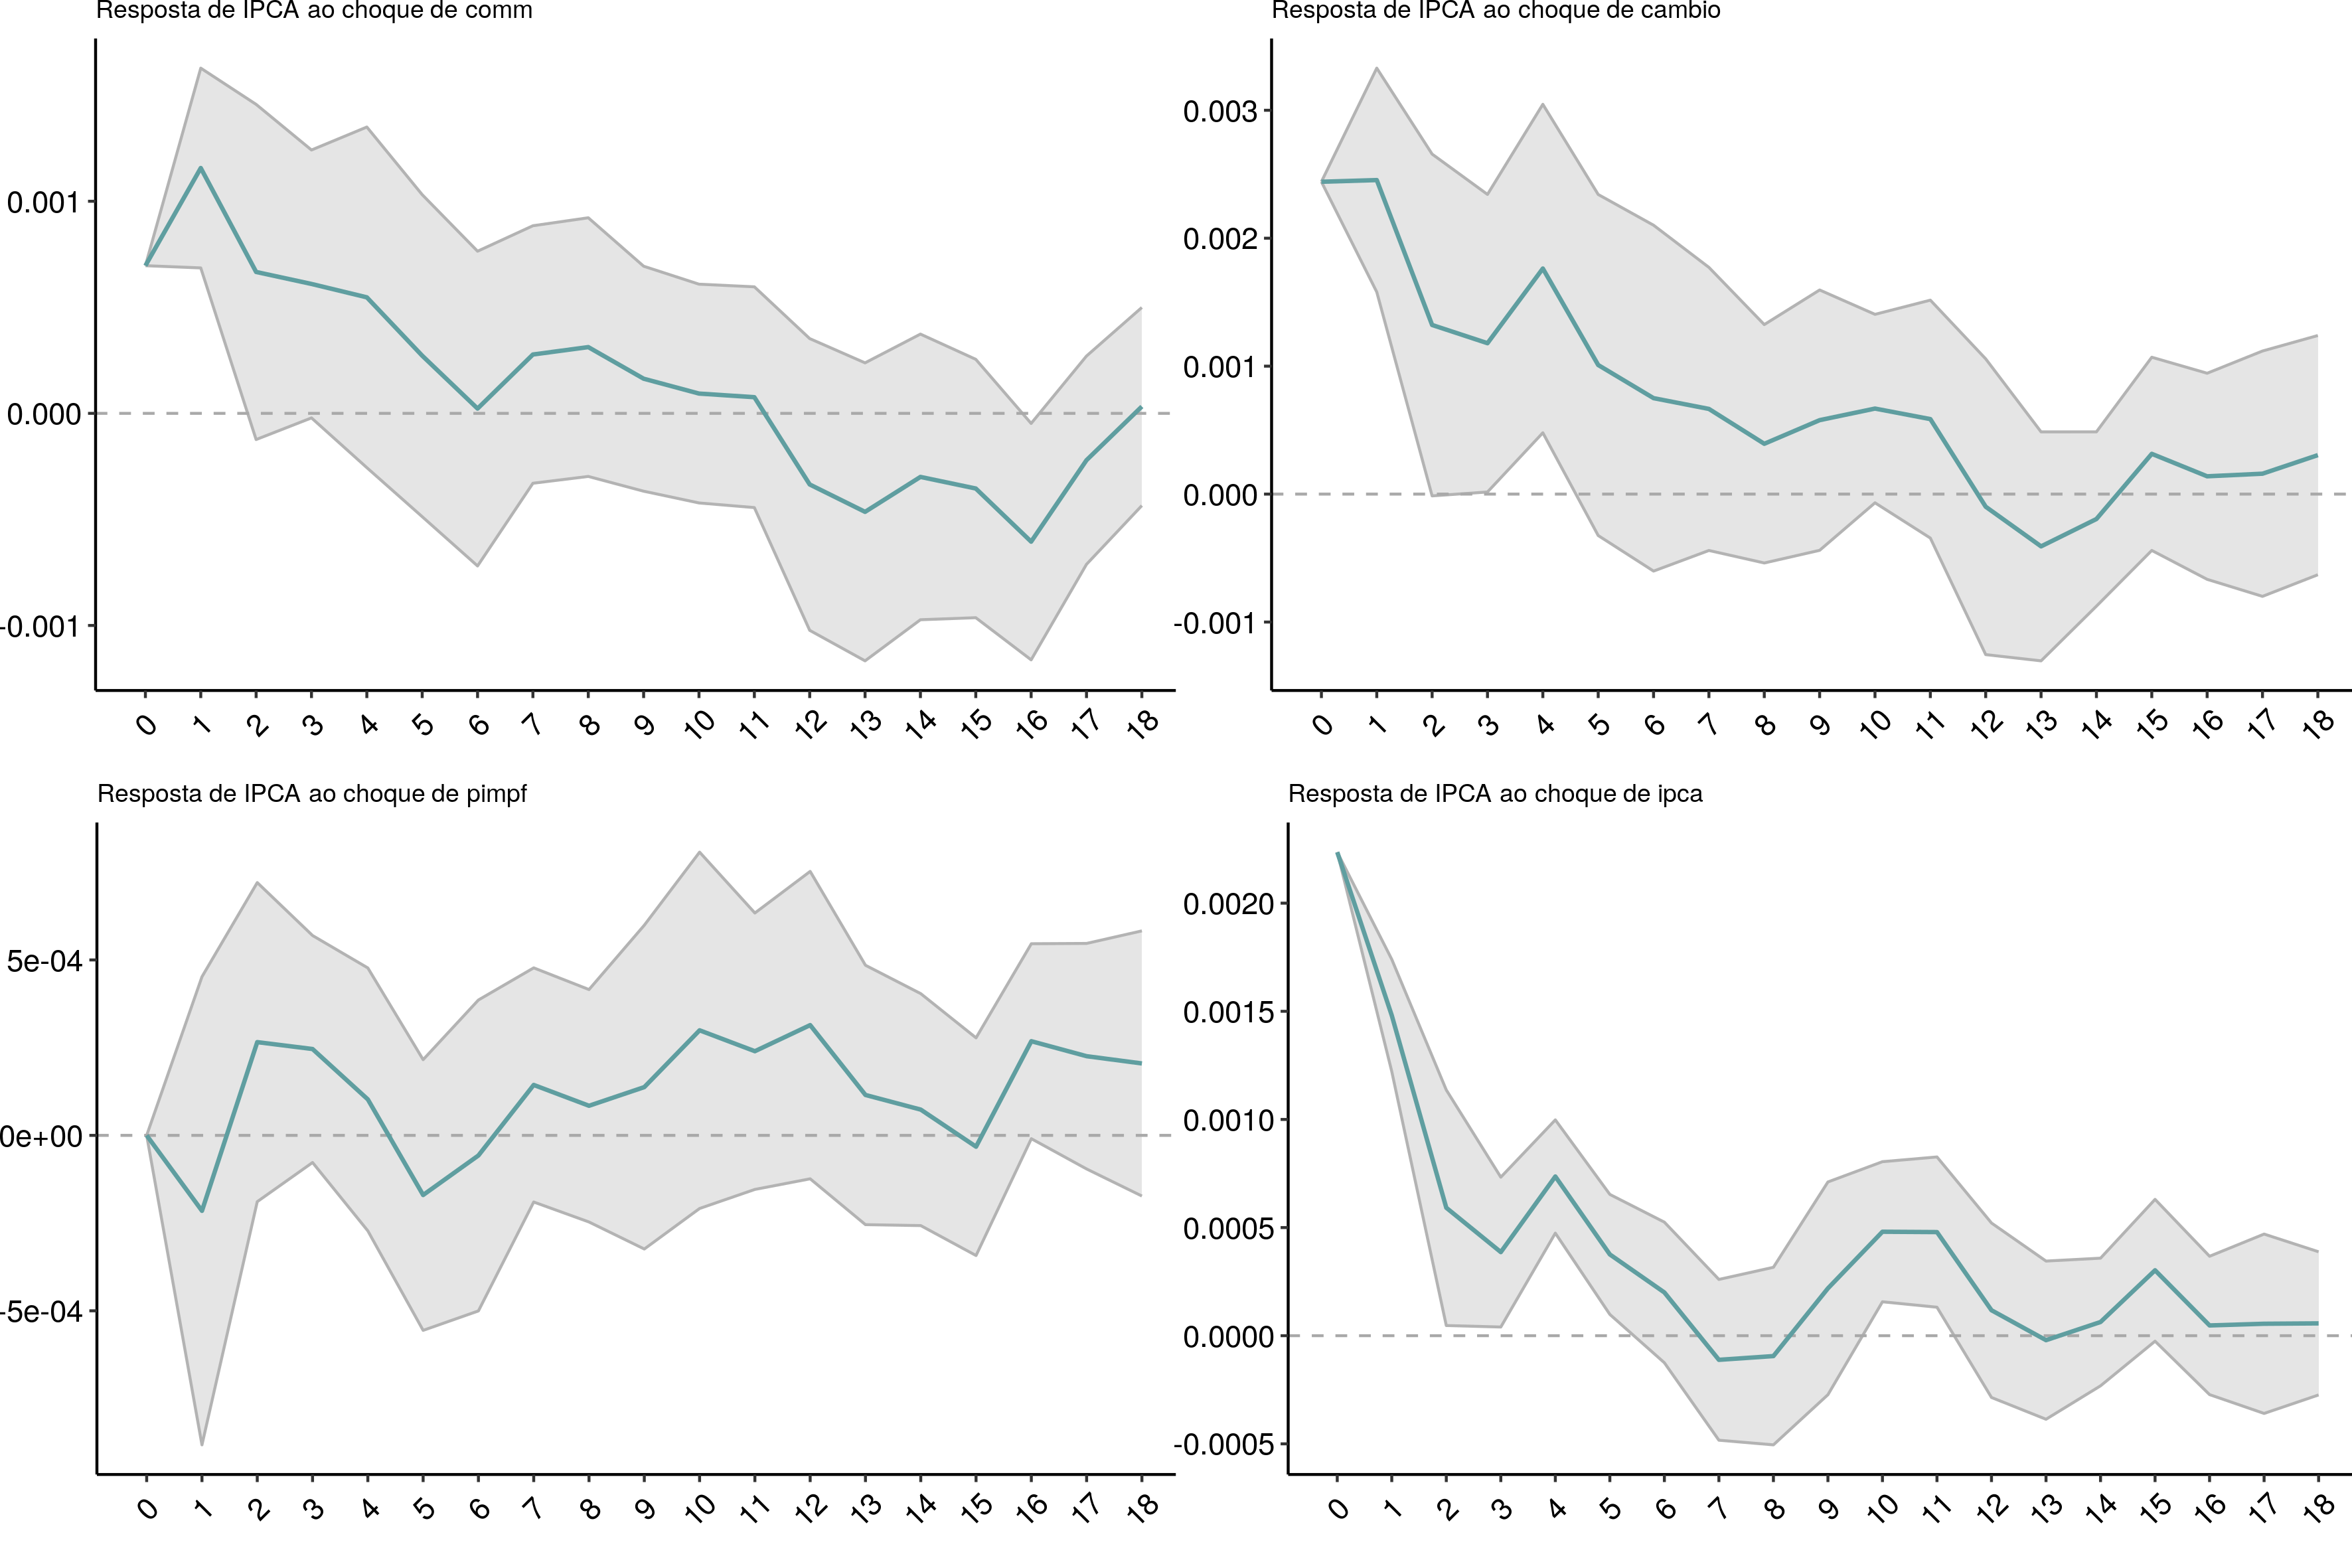 Resposta de IPCA ao choque de comm
0.001
0.000
-0.001
0 1 2 3 4 5 6 7 8 9 10 11 12 13 14 15 16 17 18
Resposta de IPCA ao choque de cambio
0.003
0.002
0.001
0.000
-0.001
0 1 2 3 4 5 6 7 8 9 10 11 12 13 14 15 16 17 18
Resposta de IPCA ao choque de pimpf
5e-04
0e+00
-5e-04
0 1 2 3 4 5 6 7 8 9 10 11 12 13 14 15 16 17 18
Resposta de IPCA ao choque de ipca
0.0020
0.0015
0.0010
0.0005
0.0000
-0.0005
0 1 2 3 4 5 6 7 8 9 10 11 12 13 14 15 16 17 18